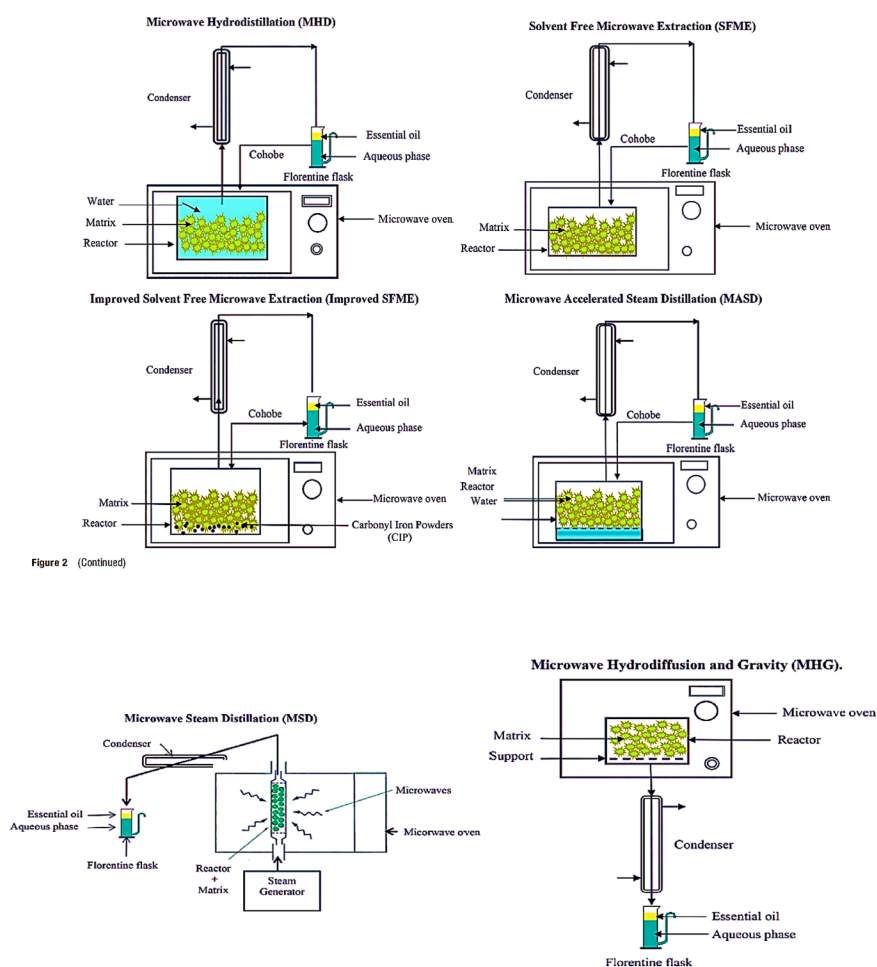 Microwave Hydrodistillation (MHD)
Condenser
Essential oil
Cohobe
Aqueous phase
Florentine flask
Water
Matrix
Microwave oven
Reactor
Solvent Free Microwave Extraction (SFME)
Condenser
Essential oil
Cohobe
Aqueous phase
Florentine flask
Matrix
Microwave oven
Reactor
Improved Solvent Free Microwave Extraction (Improved SFME)
Condenser
Essential oil
Cohobe
Aqueous phase
Florentine flask
Matrix
Microwave oven
Reactor
Carbonyl Iron Powders
(CIP)
Microwave Accelerated Steam Distillation (MASD)
Condenser
Essential oil
Cohobe
Aqueous phase
Florentine flask
Matrix
Reactor
Water
Microwave oven
Figure 2 (Continued)
Microwave Steam Distillation (MSD)
Condenser
Microwaves
Essential oil
Aqueous phase
Micorwave oven
Florentine flask
Reactor
+
Matrix
Steam
Generator
Microwave Hydrodiffusion and Gravity (MHG).
Microwave oven
Matrix
Reactor
Support
Condenser
Essential oil
Aqueous phase
Florentine flask